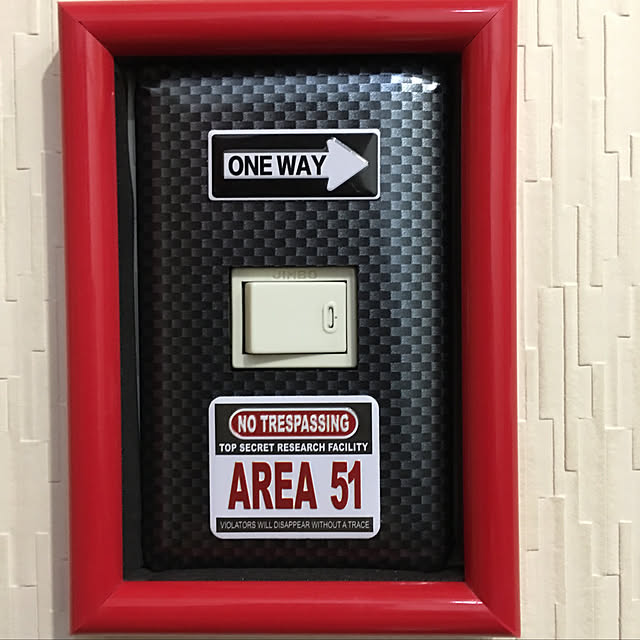 ONE WAY
JIMBO
NO TRESPASSING
TOP SECRET RESEARCH FACILITY
AREA 51
VIOLATORS WILL DISAPPEAR WITHOUT A TRACE